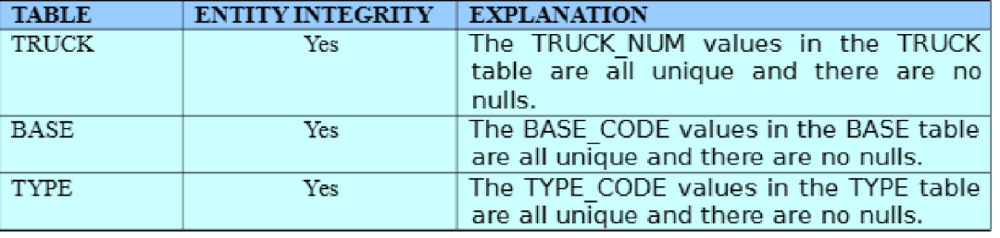 TABLE ENTITY INTEGRITY EXPLANATION
TRUCK Yes The TRUCK_NUM values in the TRUCK
table are all unique and there are no
nulls.
BASE Yes The BASE_CODE values in the BASE table
are all unique and there are no nulls.
TYPE Yes The TYPE_CODE values in the TYPE table
are all unique and there are no nulls.